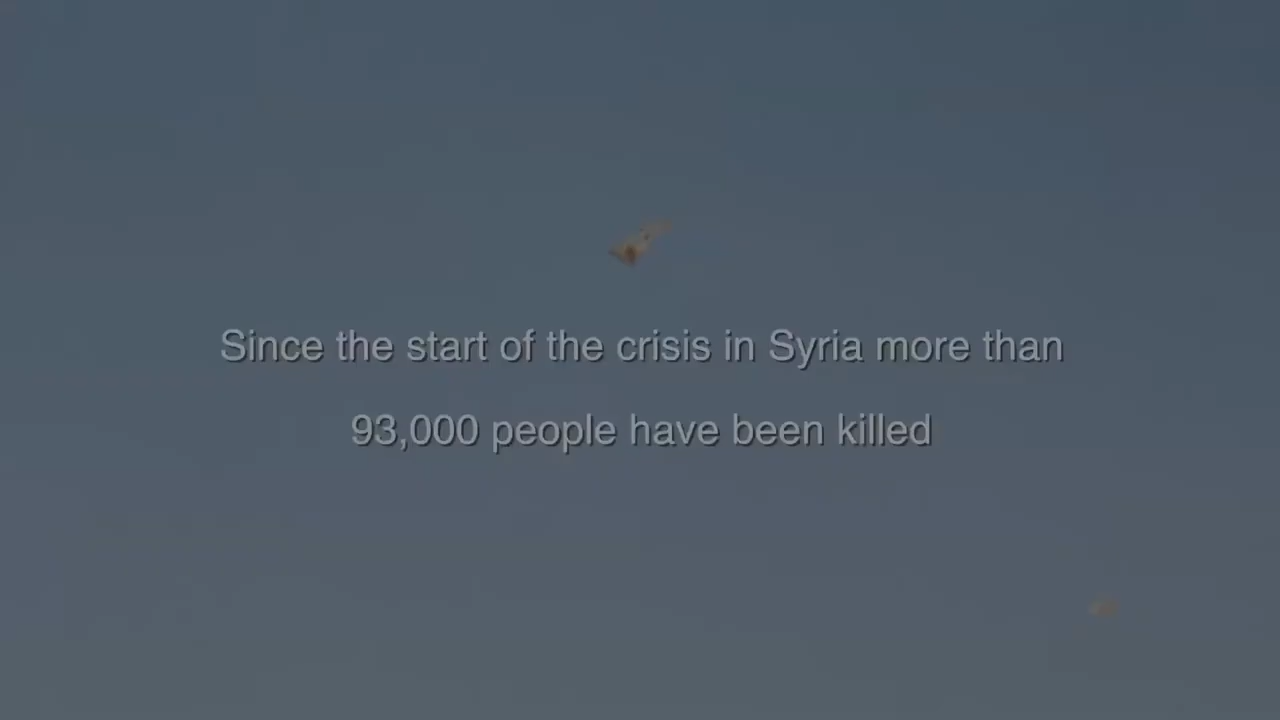 Since the start of the crisis in Syria more than
93,000 people have been killed